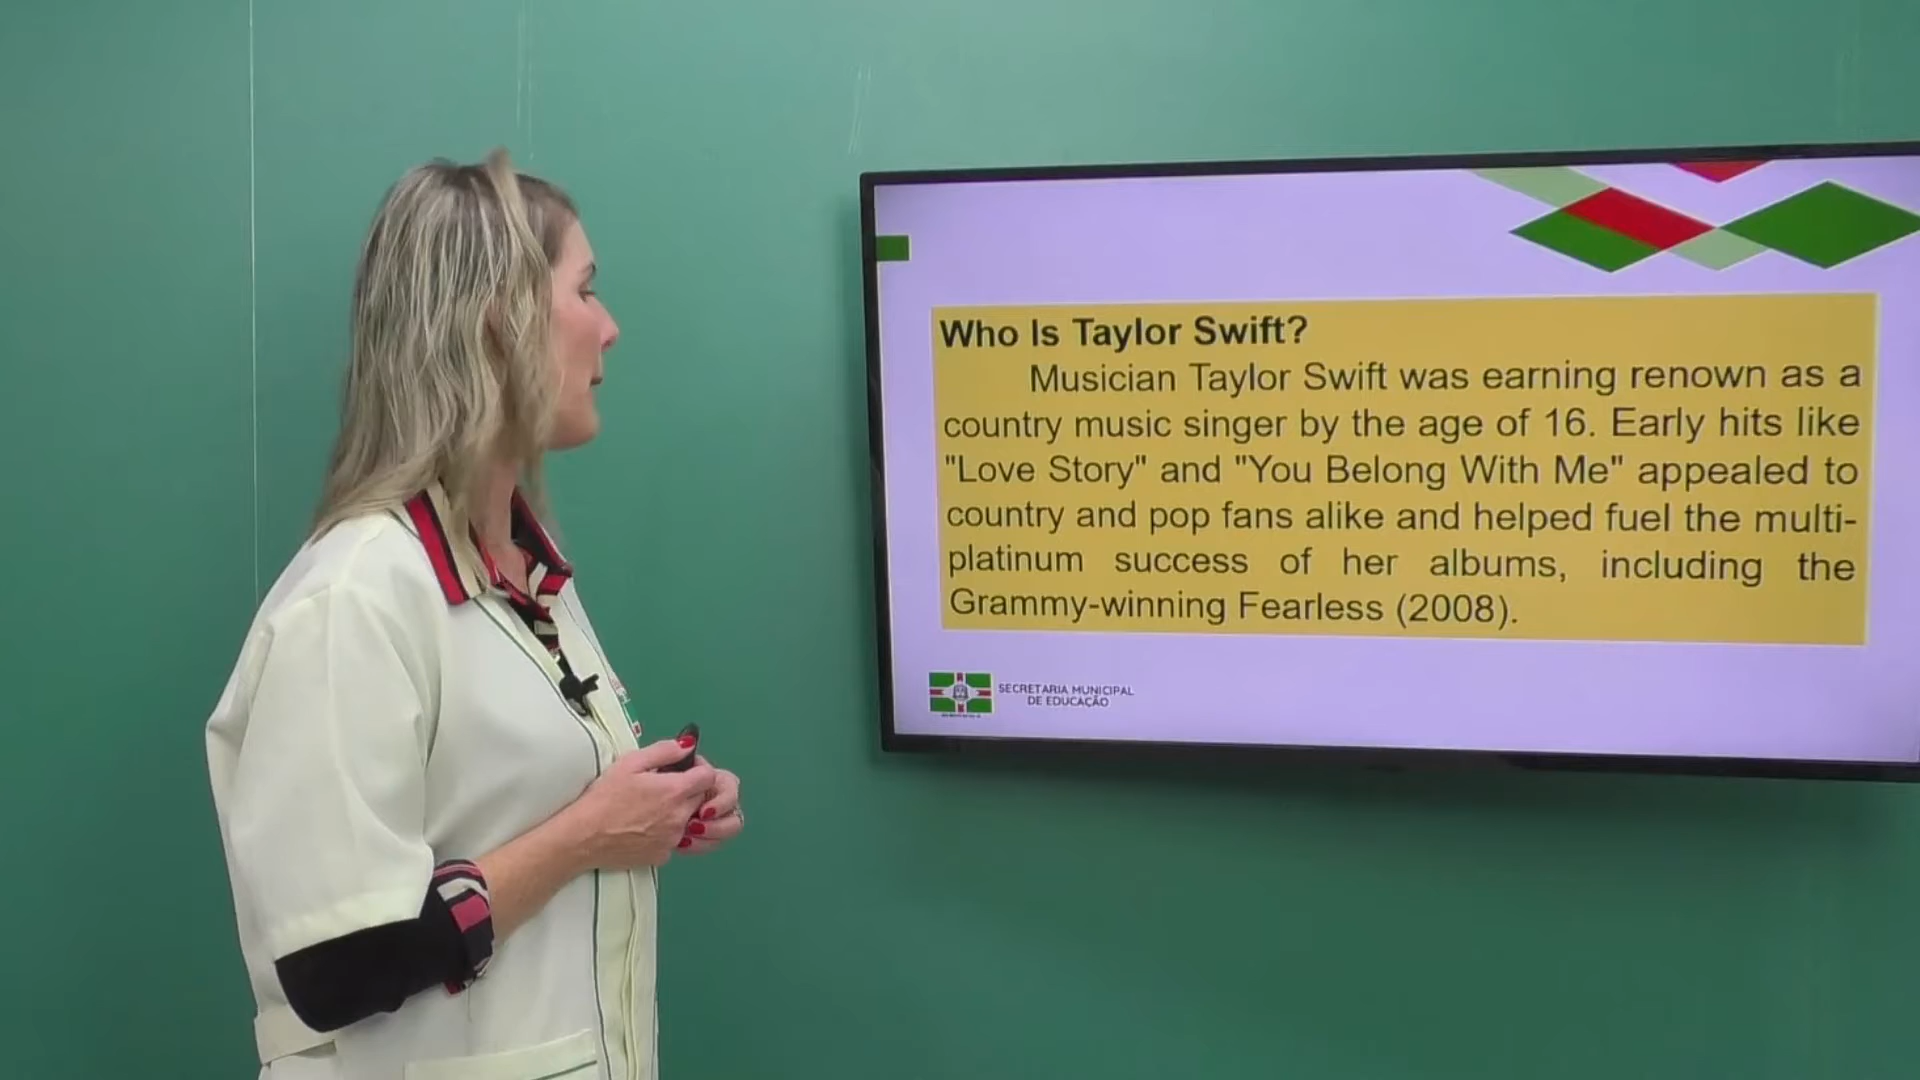 Who Is Taylor Swift?
Musician Taylor Swift was earning renown as a
country music singer by the age of 16. Early hits like
"Love Story" and "You Belong With Me" appealed to
country and pop fans alike and helped fuel the multi-
platinum success of her albums, including the
Grammy-winning Fearless (2008).
SECRETARIA MUNICIPAL
DE EDUCAÇÃO